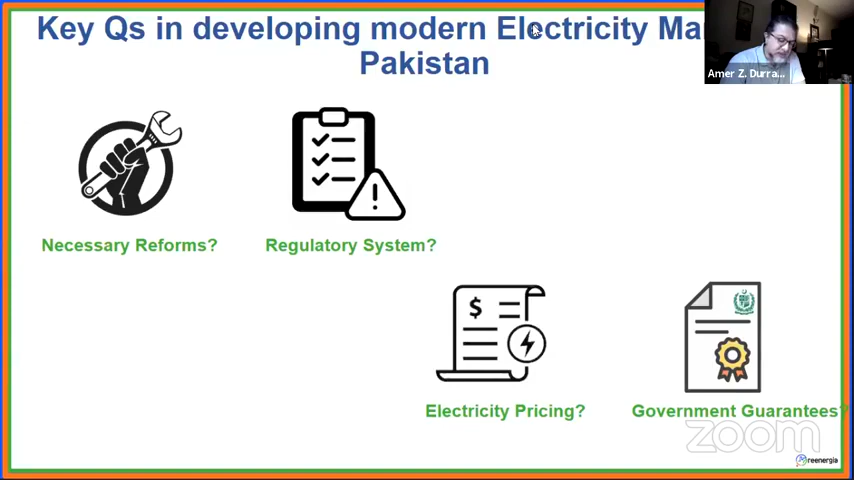 Key Qs in developing modern Electricity Ma
Pakistan
Amer Z. Durra...
Necessary Reforms?
Regulatory System?
$
Electricity Pricing?
Government Guarantees?
zoom
reenergia